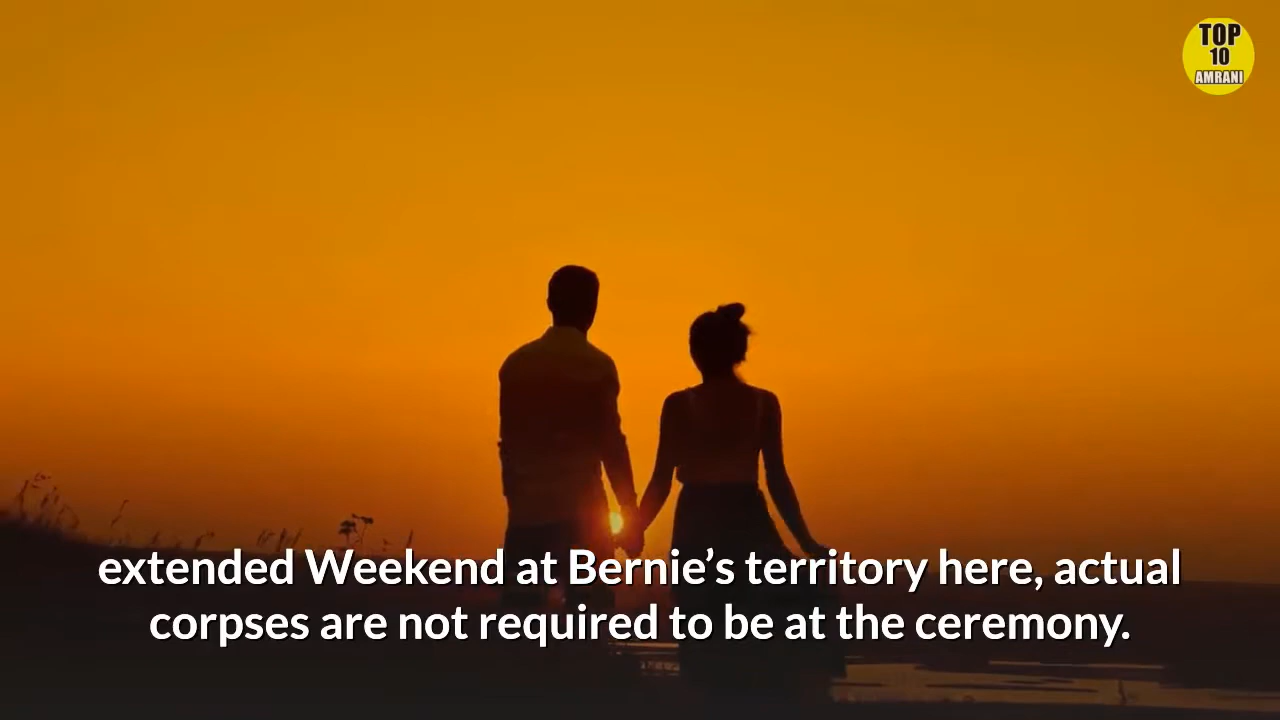 TOP
10
AMRANI
extended Weekend at Bernie’s territory here, actual
corpses are not required to be at the ceremony.